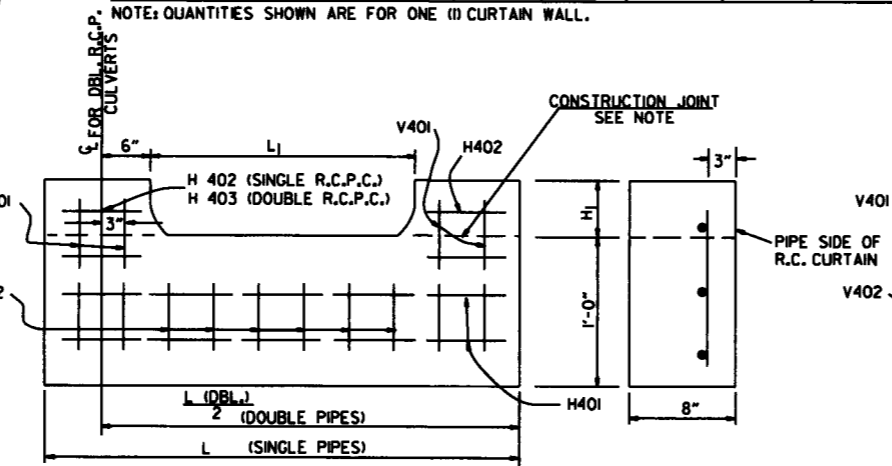 NOTE: QUANTITIES SHOWN ARE FOR ONE (1) CURTAIN WALL.
℄ FOR DBL. R.C.P.
CULVERTS
6"
L1
V401
H402
CONSTRUCTION JOINT
SEE NOTE
3"
H 402 (SINGLE R.C.P.C.)
H 403 (DOUBLE R.C.P.C.)
3"
H1
V401
PIPE SIDE OF
R.C. CURTAIN
1'-0"
V402
L (DBL.)
2 (DOUBLE PIPES)
H401
8"
L (SINGLE PIPES)